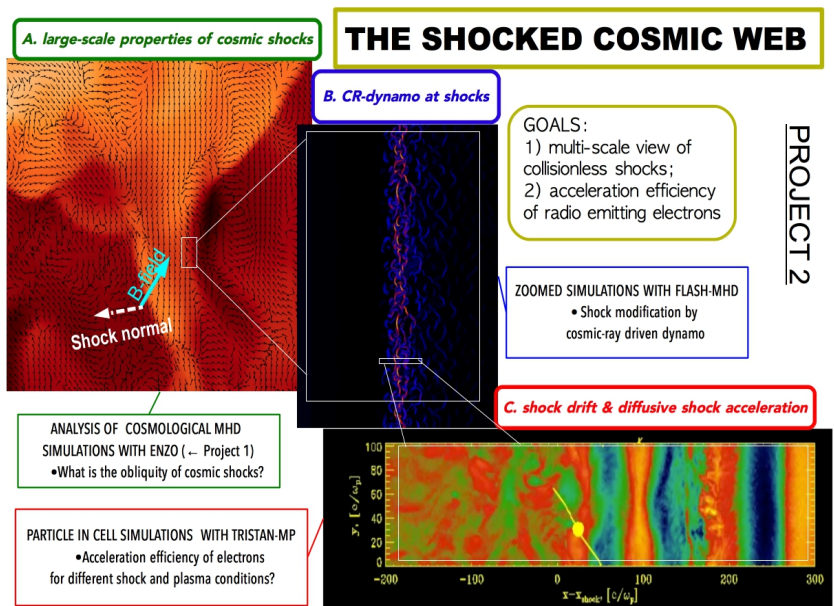 A. large-scale properties of cosmic shocks
THE SHOCKED COSMIC WEB
B. CR-dynamo at shocks
GOALS:
1) multi-scale view of
collisionless shocks;
2) acceleration efficiency
of radio emitting electrons
PROJECT 2
B-field
Shock normal
ZOOMED SIMULATIONS WITH FLASH-MHD
• Shock modification by
cosmic-ray driven dynamo
C. shock drift & diffusive shock acceleration
ANALYSIS OF COSMOLOGICAL MHD
SIMULATIONS WITH ENZO (← Project 1)
•What is the obliquity of cosmic shocks?
PARTICLE IN CELL SIMULATIONS WITH TRISTAN-MP
•Acceleration efficiency of electrons
for different shock and plasma conditions?
y, [c/ωp]
100
80
60
40
20
0
-200
-100
0
100
200
300
x-xshock, [c/ωp]